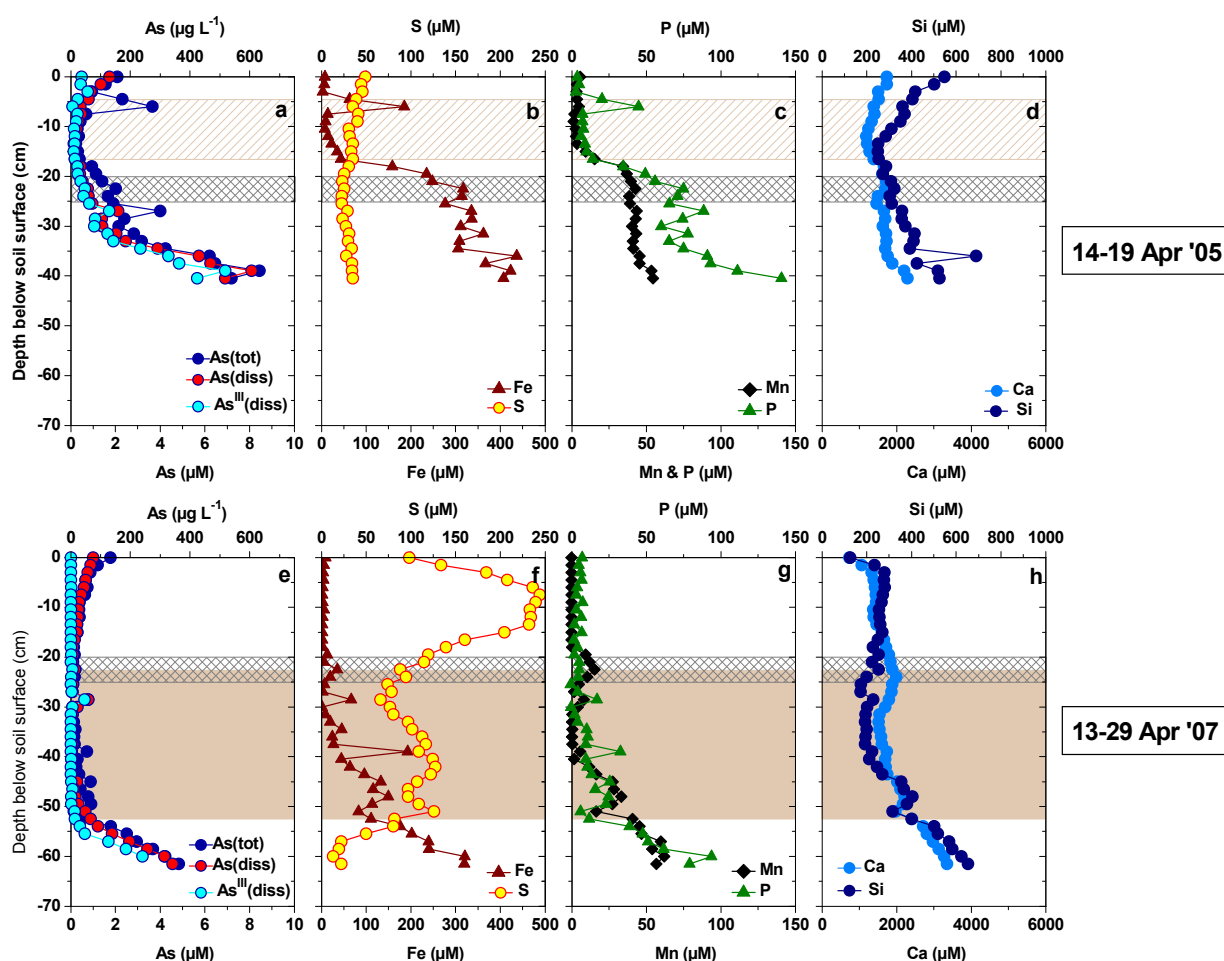 As (µg L⁻¹) S (µM) P (µM) Si (µM)
0 200 400 600 0 50 100 150 200 250 0 50 100 150 0 200 400 600 800 1000
0
-10
-20
-30
-40
-50
-60
-70
Depth below soil surface (cm)
a b c d
As(tot)
As(diss)
Asᴵᴵᴵ(diss)
Fe
S
Mn
P
Ca
Si
0 2 4 6 8 10 0 100 200 300 400 500 0 50 100 150 0 2000 4000 6000
As (µM) Fe (µM) Mn & P (µM) Ca (µM)
14-19 Apr '05
As (µg L⁻¹) S (µM) P (µM) Si (µM)
0 200 400 600 0 50 100 150 200 250 0 50 100 150 0 200 400 600 800 1000
0
-10
-20
-30
-40
-50
-60
-70
Depth below soil surface (cm)
e f g h
As(tot)
As(diss)
Asᴵᴵᴵ(diss)
Fe
S
Mn
P
Ca
Si
0 2 4 6 8 10 0 100 200 300 400 500 0 50 100 150 0 2000 4000 6000
As (µM) Fe (µM) Mn (µM) Ca (µM)
13-29 Apr '07